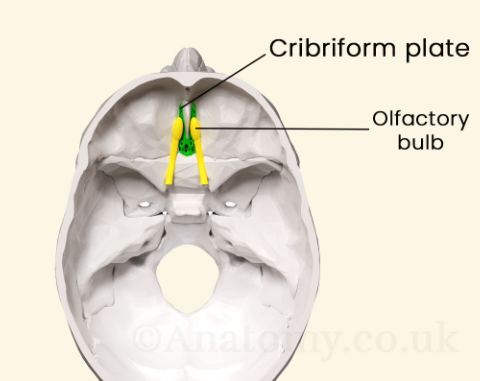 Cribriform plate
Olfactory
bulb
©Anatomy.co.uk